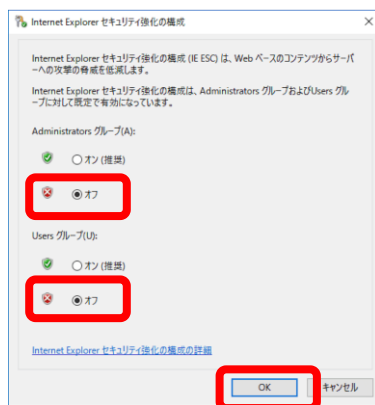 Internet Explorer セキュリティ強化の構成
Internet Explorer セキュリティ強化の構成 (IE ESC) は、Web ベースのコンテンツからサーバ
ーへの攻撃の脅威を低減します。
Internet Explorer セキュリティ強化の構成は、Administrators グループおよびUsers グル
ープに対して既定で有効になっています。
Administrators グループ(A):
オン (推奨)
オフ
Users グループ(U):
オン (推奨)
オフ
Internet Explorer セキュリティ強化の構成の詳細
OK キャンセル